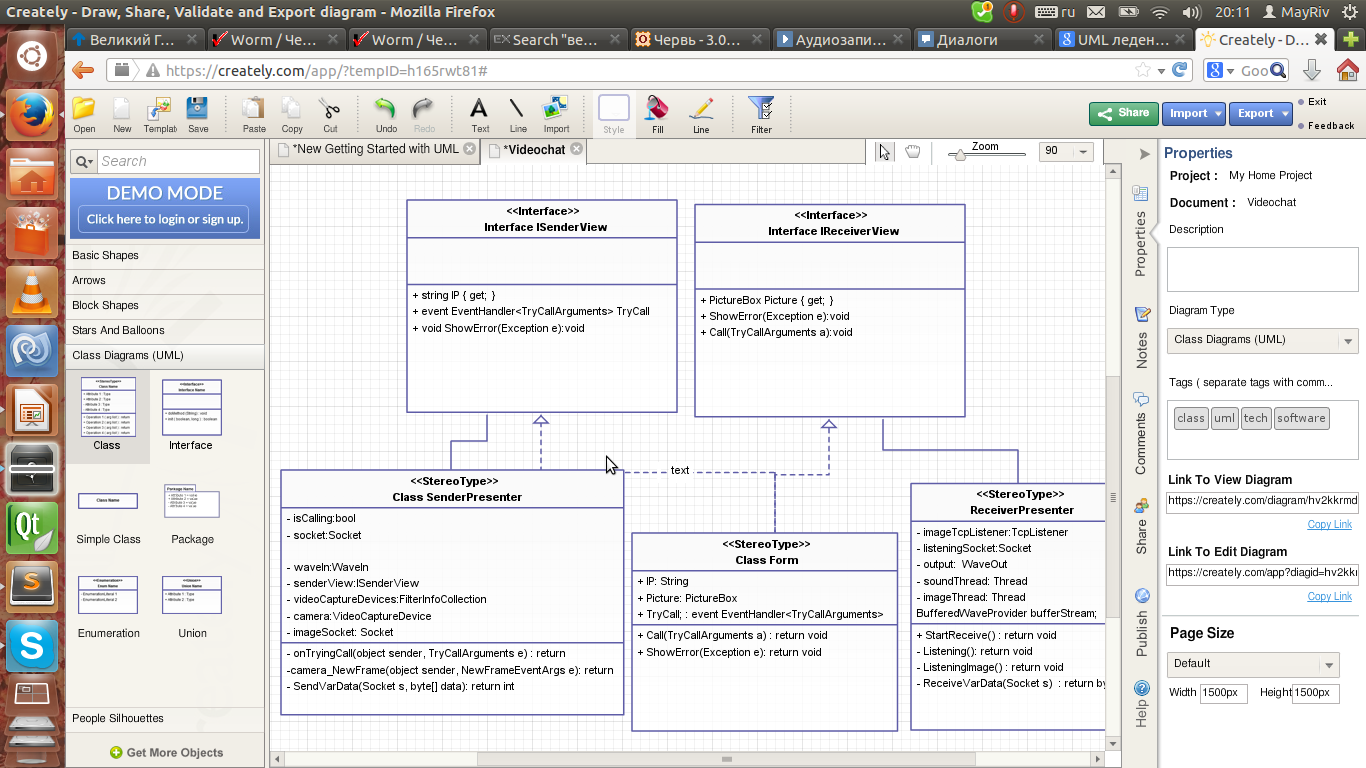 Creately - Draw, Share, Validate and Export diagram - Mozilla Firefox
ru
20:11
MayRiv
Великий Г...
Worm / Че...
Worm / Че...
Search "ве...
Червь - 3.0...
Аудиозапи...
Диалоги
UML леден...
Creately - D...
https://creately.com/app/?tempID=h165rwt81#
Goo
Open
New
Templat
Save
Paste
Copy
Cut
Undo
Redo
Text
Line
Import
Style
Fill
Line
Filter
Share
Import
Export
Exit
Feedback
Search
DEMO MODE
Click here to login or sign up.
Basic Shapes
Arrows
Block Shapes
Stars And Balloons
Class Diagrams (UML)
Class
Interface
Class Name
Simple Class
Package
Enumeration
Union
People Silhouettes
Get More Objects
*New Getting Started with UML
*Videochat
Zoom
90
<<Interface>>
Interface ISenderView
+ string IP { get; }
+ event EventHandler<TryCallArguments> TryCall
+ void ShowError(Exception e):void
<<Interface>>
Interface IReceiverView
+ PictureBox Picture { get; }
+ ShowError(Exception e):void
+ Call(TryCallArguments a):void
text
<<StereoType>>
Class SenderPresenter
- isCalling:bool
- socket:Socket
- waveIn:WaveIn
- senderView:ISenderView
- videoCaptureDevices:FilterInfoCollection
- camera:VideoCaptureDevice
- imageSocket: Socket
- onTryingCall(object sender, TryCallArguments e) : return
-camera_NewFrame(object sender, NewFrameEventArgs e): return
- SendVarData(Socket s, byte[] data): return int
<<StereoType>>
Class Form
+ IP: String
+ Picture: PictureBox
+ TryCall; : event EventHandler<TryCallArguments>
+ Call(TryCallArguments a) : return void
+ ShowError(Exception e): return void
<<StereoType>>
ReceiverPresenter
- imageTcpListener:TcpListener
- listeningSocket:Socket
- output: WaveOut
- soundThread: Thread
- imageThread: Thread
BufferedWaveProvider bufferStream;
+ StartReceive() : return void
- Listening(): return void
- ListeningImage() : return void
- ReceiveVarData(Socket s) : return by
Properties
Notes
Comments
Share
Publish
Help
Properties
Project : My Home Project
Document : Videochat
Description
Diagram Type
Class Diagrams (UML)
Tags ( separate tags with comm...
class uml tech software
Link To View Diagram
https://creately.com/diagram/hv2kkrmd
Copy Link
Link To Edit Diagram
https://creately.com/app?diagid=hv2kkr
Copy Link
Page Size
Default
Width 1500px Height 1500px